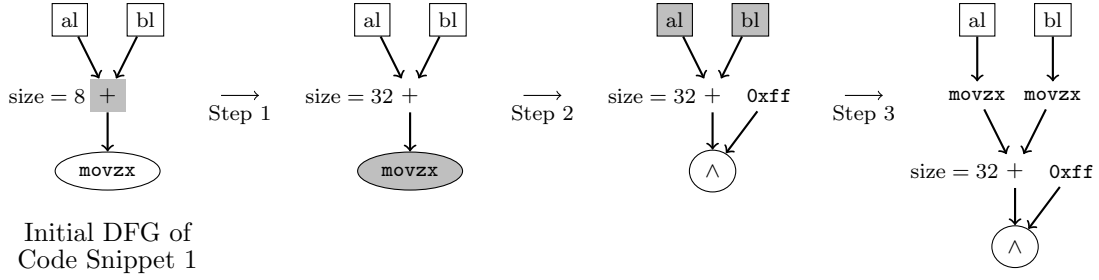 al bl al bl al bl al bl
size = 8 + Step 1 size = 32 + Step 2 size = 32 + 0xff Step 3 movzx movzx
movzx movzx ∧ size = 32 + 0xff
Initial DFG of
Code Snippet 1
∧